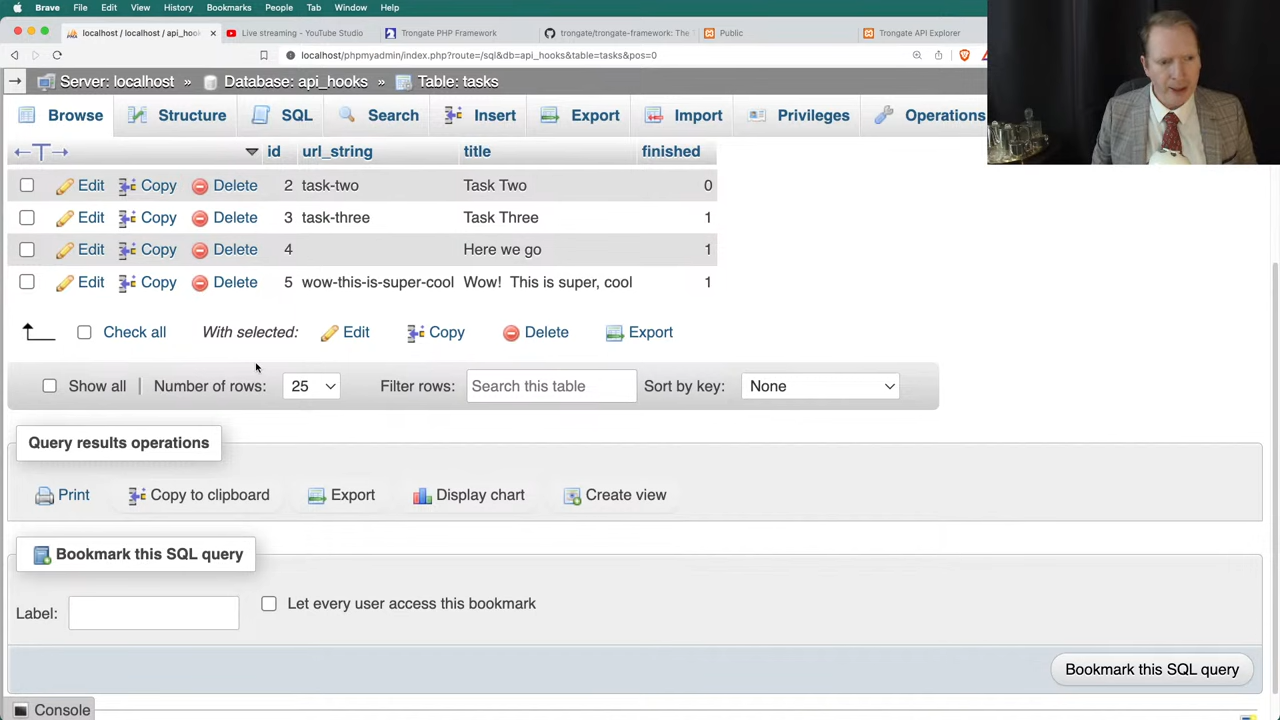 Brave File Edit View History Bookmarks People Tab Window Help
localhost / localhost / api_hook Live streaming - YouTube Studio Trongate PHP Framework trongate/trongate-framework: The Public Trongate API Explorer
localhost/phpmyadmin/index.php?route=/sql&db=api_hooks&table=tasks&pos=0
Server: localhost » Database: api_hooks » Table: tasks
Browse Structure SQL Search Insert Export Import Privileges Operations
id url_string title finished
Edit Copy Delete 2 task-two Task Two 0
Edit Copy Delete 3 task-three Task Three 1
Edit Copy Delete 4 Here we go 1
Edit Copy Delete 5 wow-this-is-super-cool Wow! This is super, cool 1
Check all With selected: Edit Copy Delete Export
Show all Number of rows: 25 Filter rows: Search this table Sort by key: None
Query results operations
Print Copy to clipboard Export Display chart Create view
Bookmark this SQL query
Label: Let every user access this bookmark
Bookmark this SQL query
Console